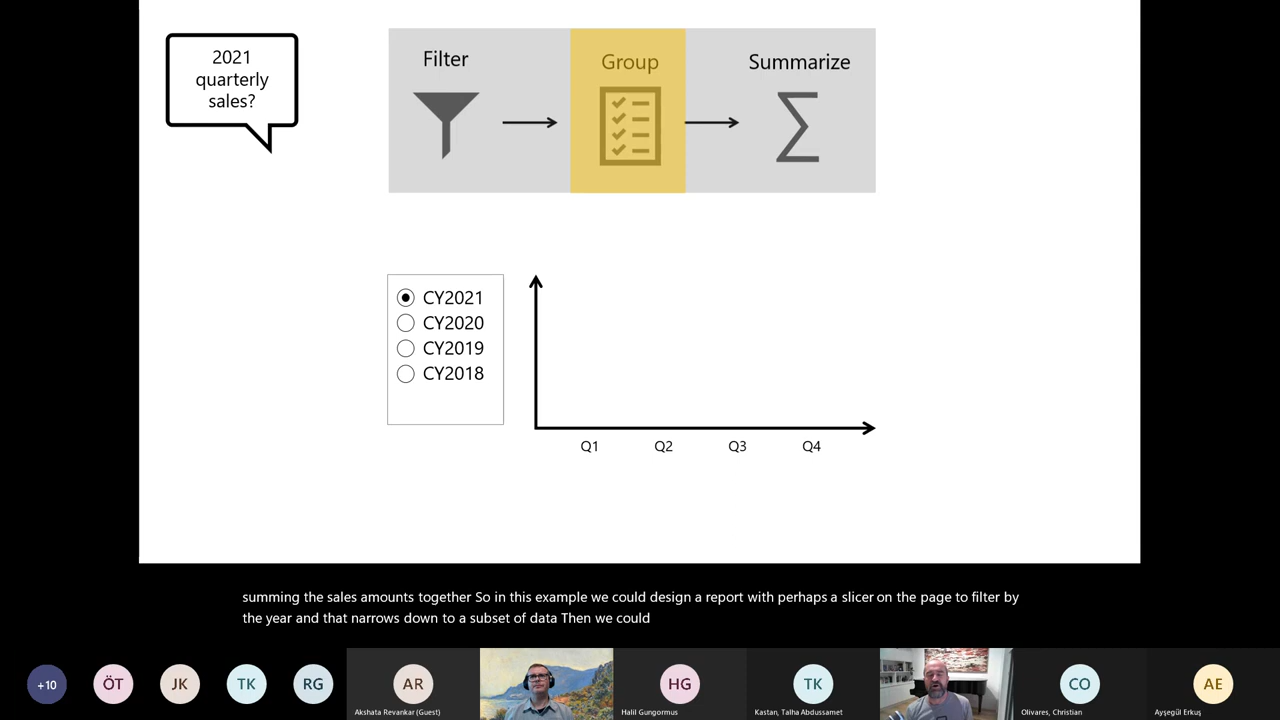 2021
quarterly
sales?
Filter
Group
Summarize
CY2021
CY2020
CY2019
CY2018
Q1
Q2
Q3
Q4
summing the sales amounts together So in this example we could design a report with perhaps a slicer on the page to filter by
the year and that narrows down to a subset of data Then we could
+10
ÖT
JK
TK
RG
AR
HG
TK
CO
AE
Akshata Revankar (Guest)
Halil Gungormus
Kastan, Talha Abdussamet
Olivares, Christian
Ayşegül Erkuş